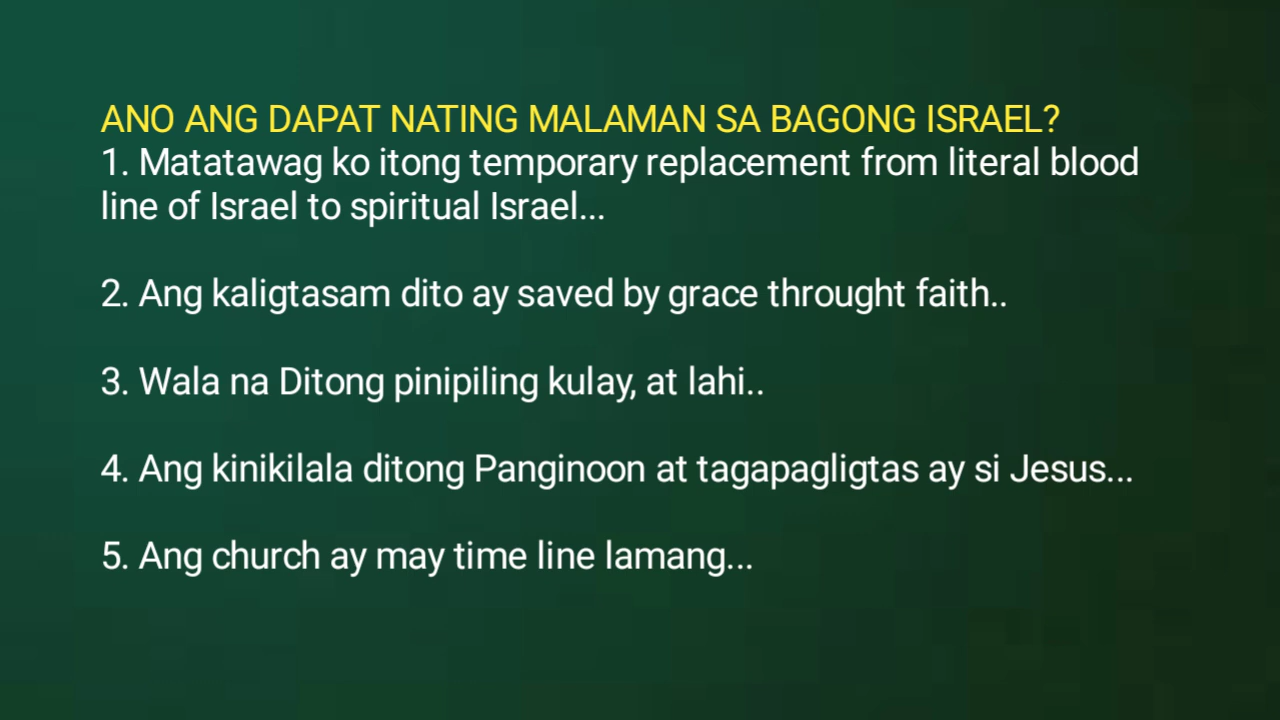 ANO ANG DAPAT NATING MALAMAN SA BAGONG ISRAEL?
1. Matatawag ko itong temporary replacement from literal blood
line of Israel to spiritual Israel...
2. Ang kaligtasam dito ay saved by grace throught faith..
3. Wala na Ditong pinipiling kulay, at lahi..
4. Ang kinikilala ditong Panginoon at tagapagligtas ay si Jesus...
5. Ang church ay may time line lamang...